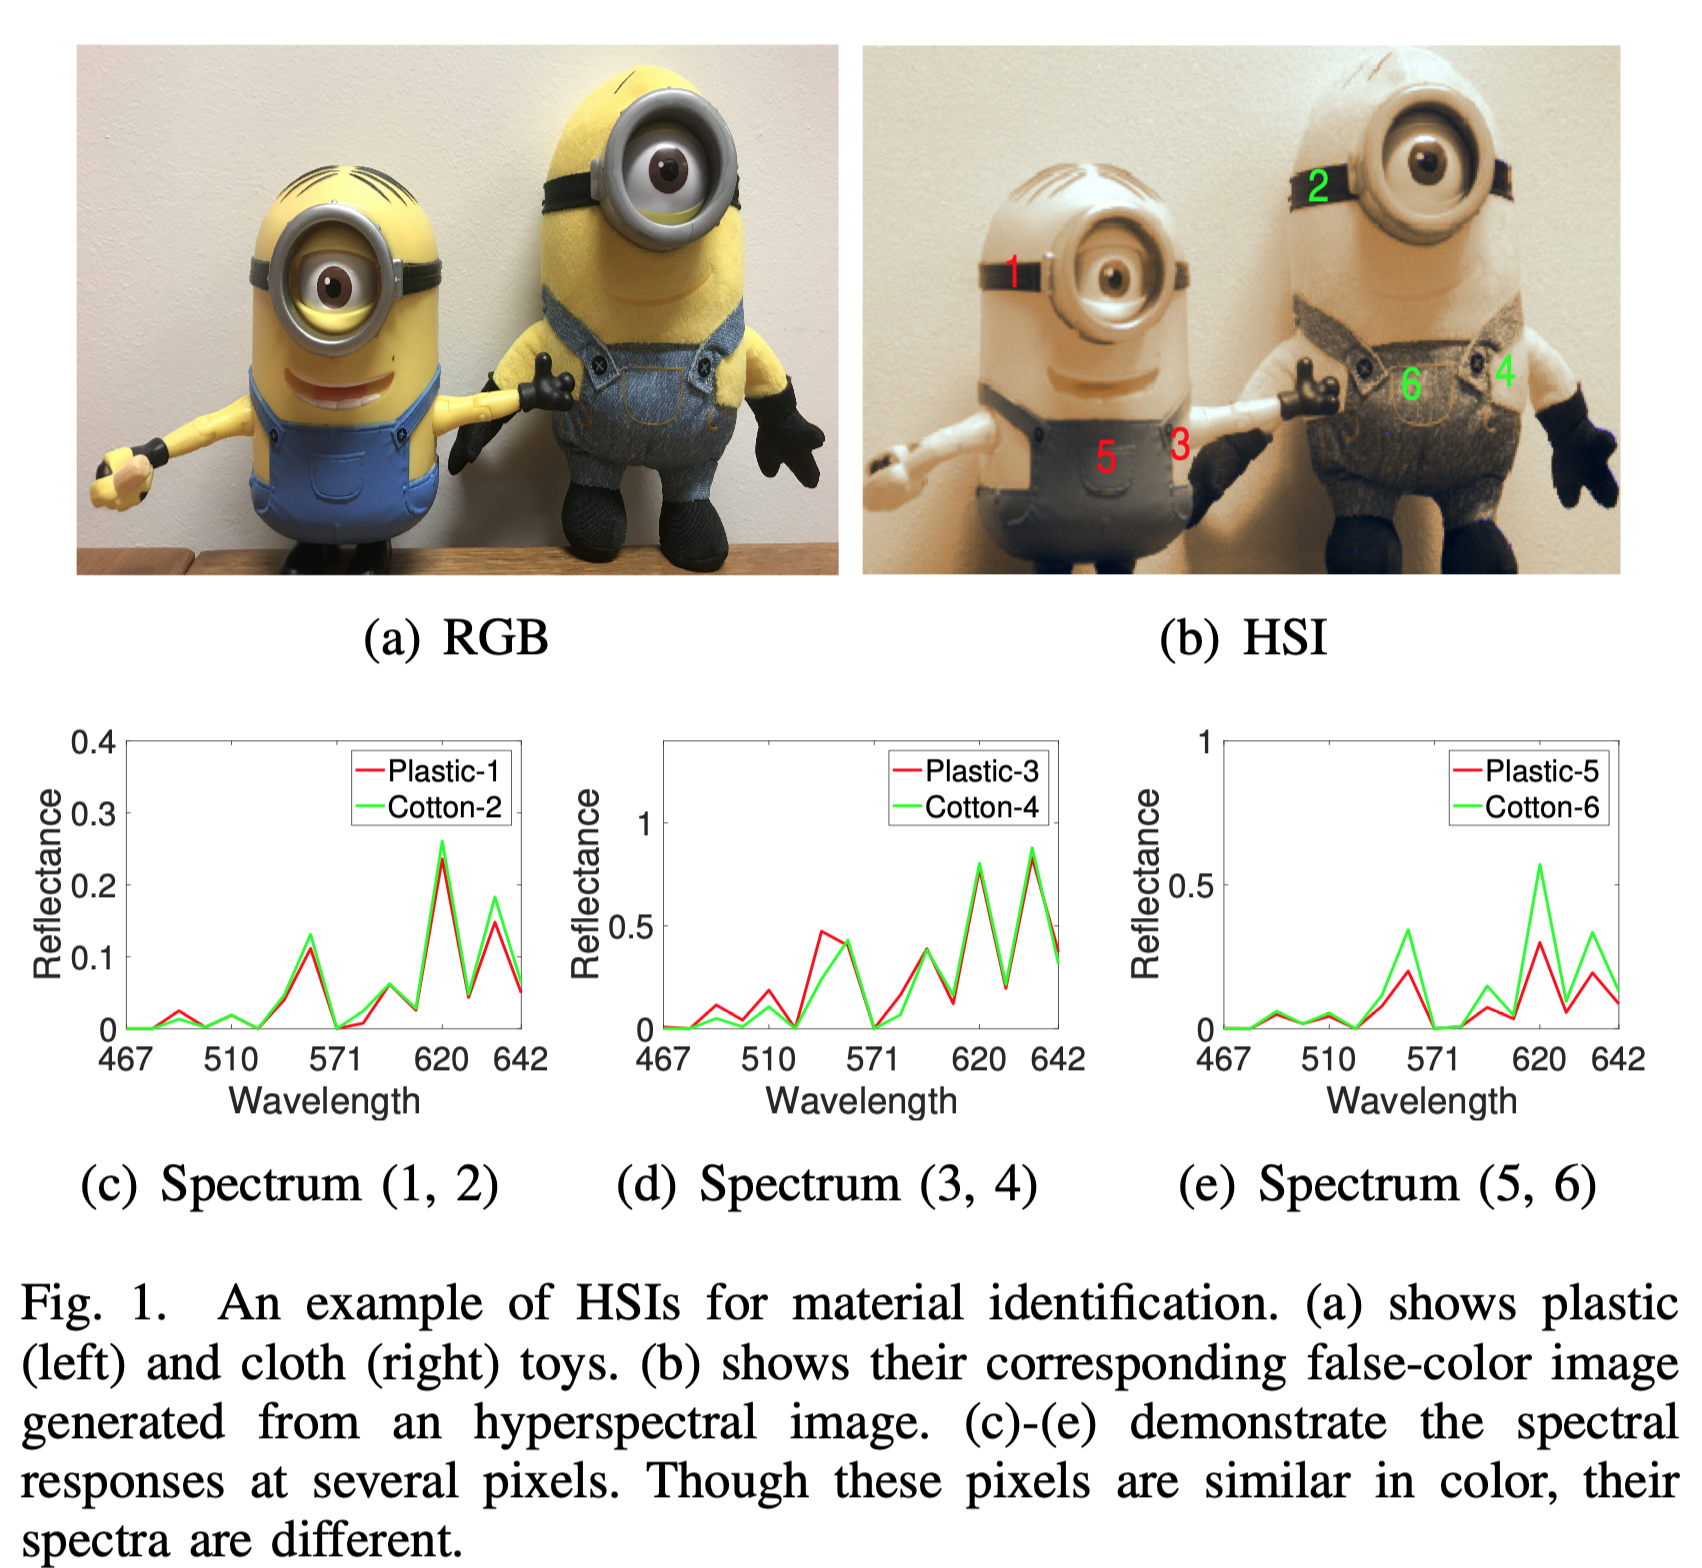 1
2
3
4
5
6
(a) RGB
(b) HSI
0.4
0.3
0.2
0.1
0
Reflectance
Plastic-1
Cotton-2
467 510 571 620 642
Wavelength
1
0.5
0
Reflectance
Plastic-3
Cotton-4
467 510 571 620 642
Wavelength
1
0.5
0
Reflectance
Plastic-5
Cotton-6
467 510 571 620 642
Wavelength
(c) Spectrum (1, 2)
(d) Spectrum (3, 4)
(e) Spectrum (5, 6)
Fig. 1. An example of HSIs for material identification. (a) shows plastic
(left) and cloth (right) toys. (b) shows their corresponding false-color image
generated from an hyperspectral image. (c)-(e) demonstrate the spectral
responses at several pixels. Though these pixels are similar in color, their
spectra are different.